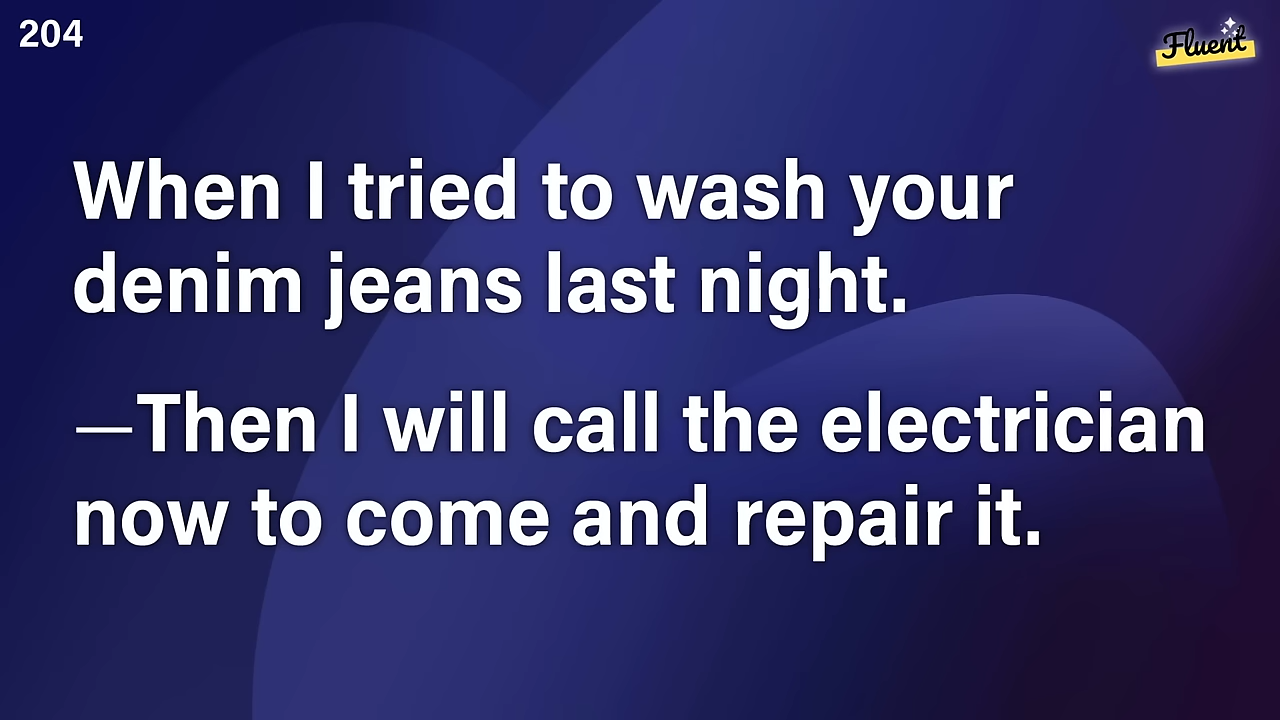 204
Fluent
When I tried to wash your
denim jeans last night.
—Then I will call the electrician
now to come and repair it.